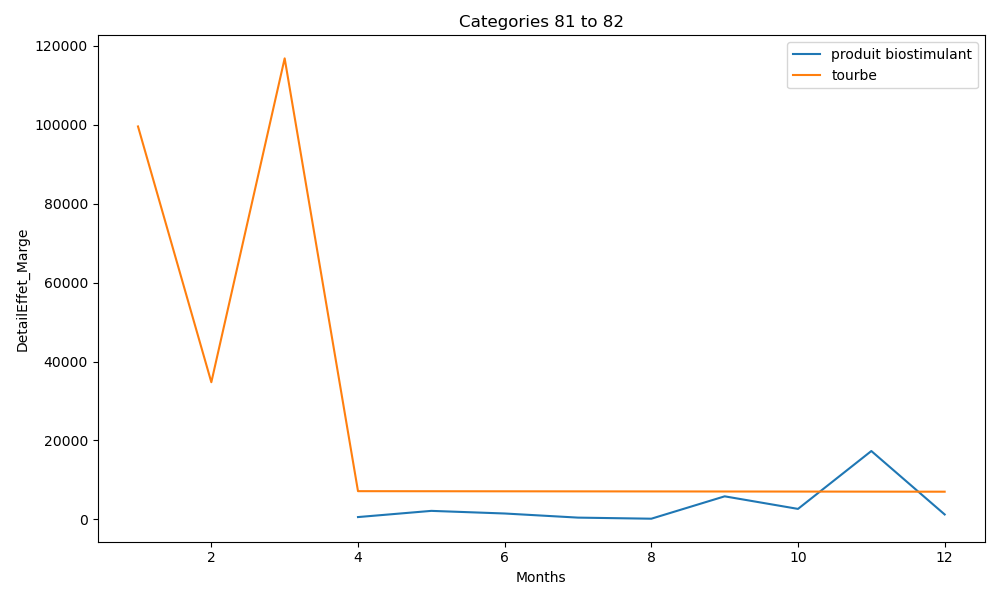 Categories 81 to 82
produit biostimulant
tourbe
DetailEffet_Marge
120000
100000
80000
60000
40000
20000
0
2 4 6 8 10 12
Months